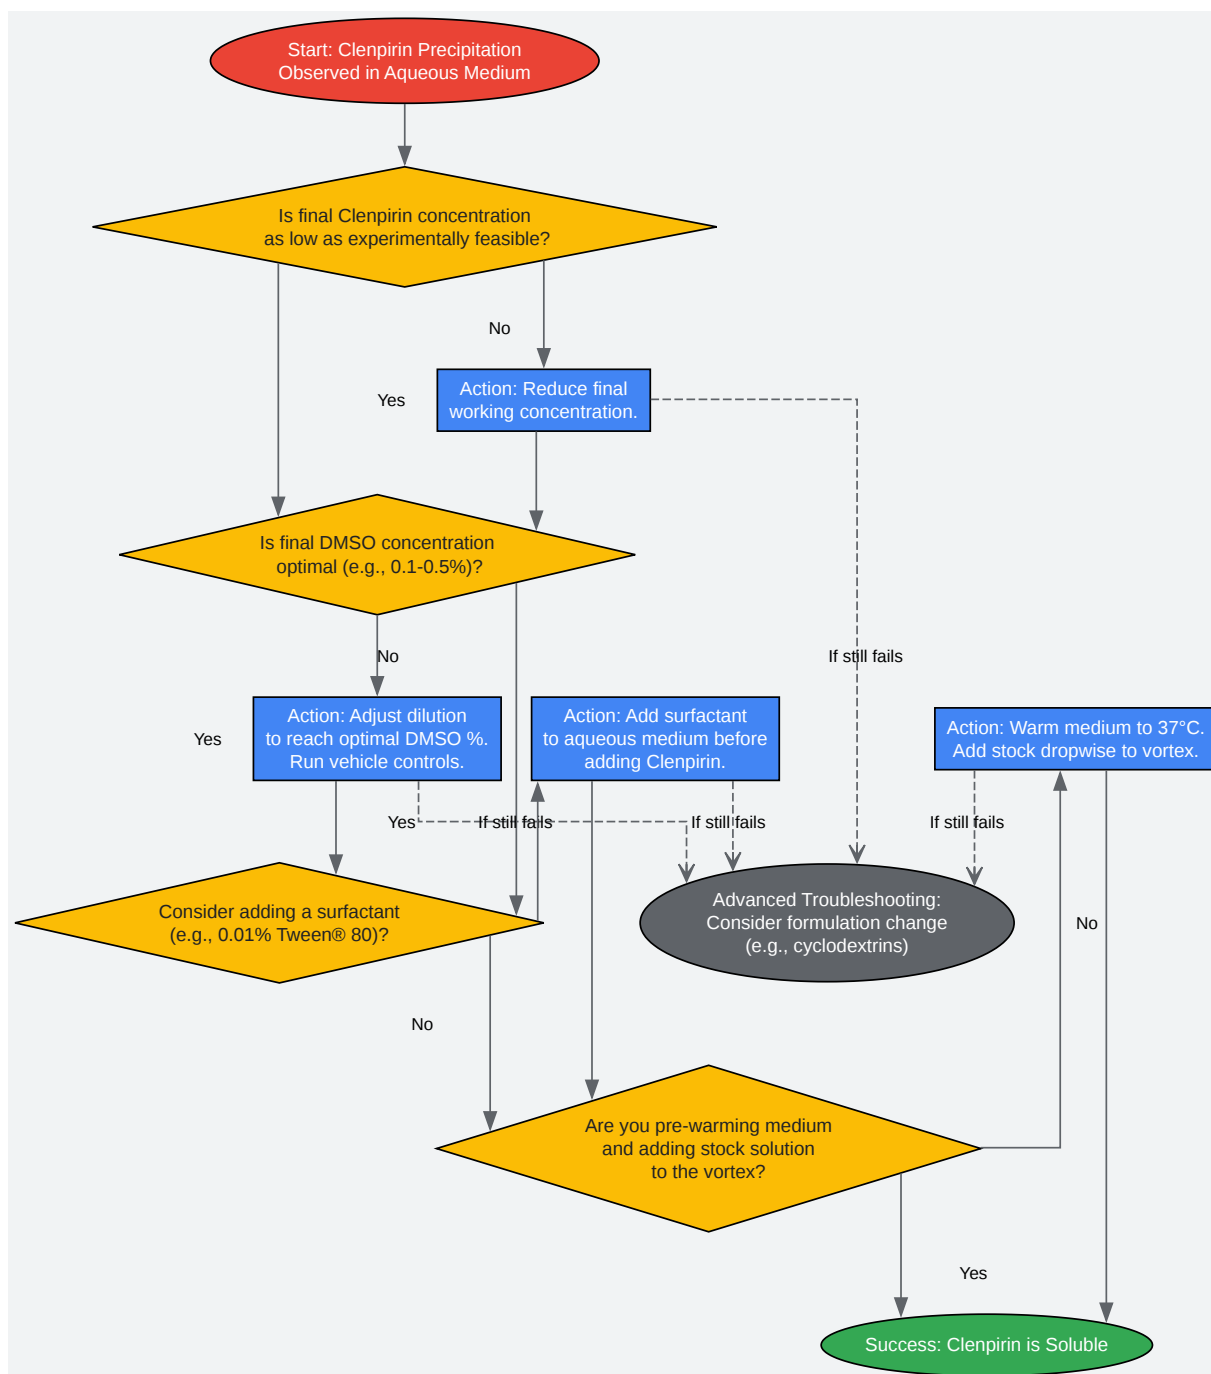 Start: Clenpirin Precipitation
Observed in Aqueous Medium
Is final Clenpirin concentration
as low as experimentally feasible?
No
Action: Reduce final
working concentration.
Yes
Is final DMSO concentration
optimal (e.g., 0.1-0.5%)?
No
If still fails
Action: Adjust dilution
to reach optimal DMSO %.
Run vehicle controls.
Yes
Action: Add surfactant
to aqueous medium before
adding Clenpirin.
Action: Warm medium to 37°C.
Add stock dropwise to vortex.
Yes
If still fails
If still fails
If still fails
Consider adding a surfactant
(e.g., 0.01% Tween® 80)?
Advanced Troubleshooting:
Consider formulation change
(e.g., cyclodextrins)
No
No
Are you pre-warming medium
and adding stock solution
to the vortex?
Yes
Success: Clenpirin is Soluble